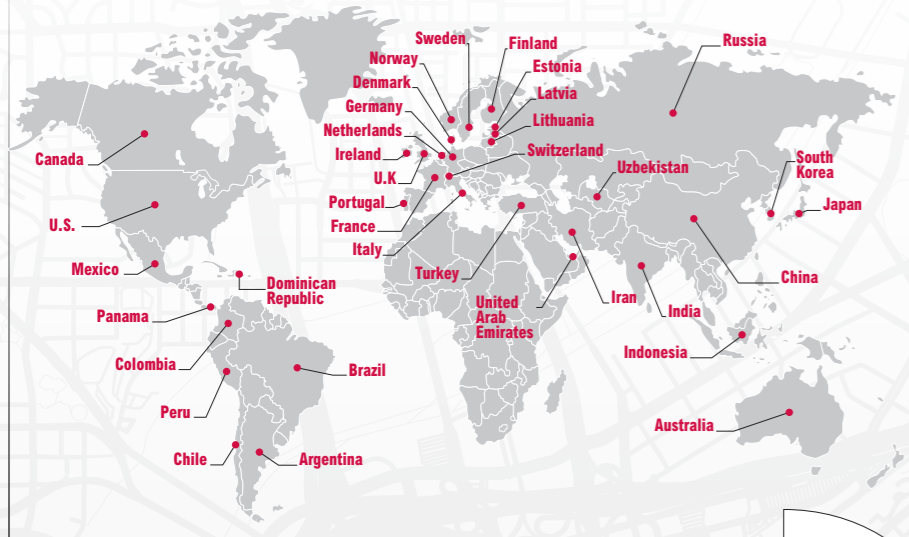 Sweden
Finland
Russia
Norway
Estonia
Denmark
Latvia
Germany
Lithuania
Netherlands
Switzerland
Canada
Ireland
Uzbekistan
South
Korea
U.K
Portugal
Japan
U.S.
France
Italy
Mexico
Turkey
China
Dominican
Republic
Panama
United
Arab
Emirates
Iran
India
Colombia
Indonesia
Brazil
Peru
Australia
Chile
Argentina